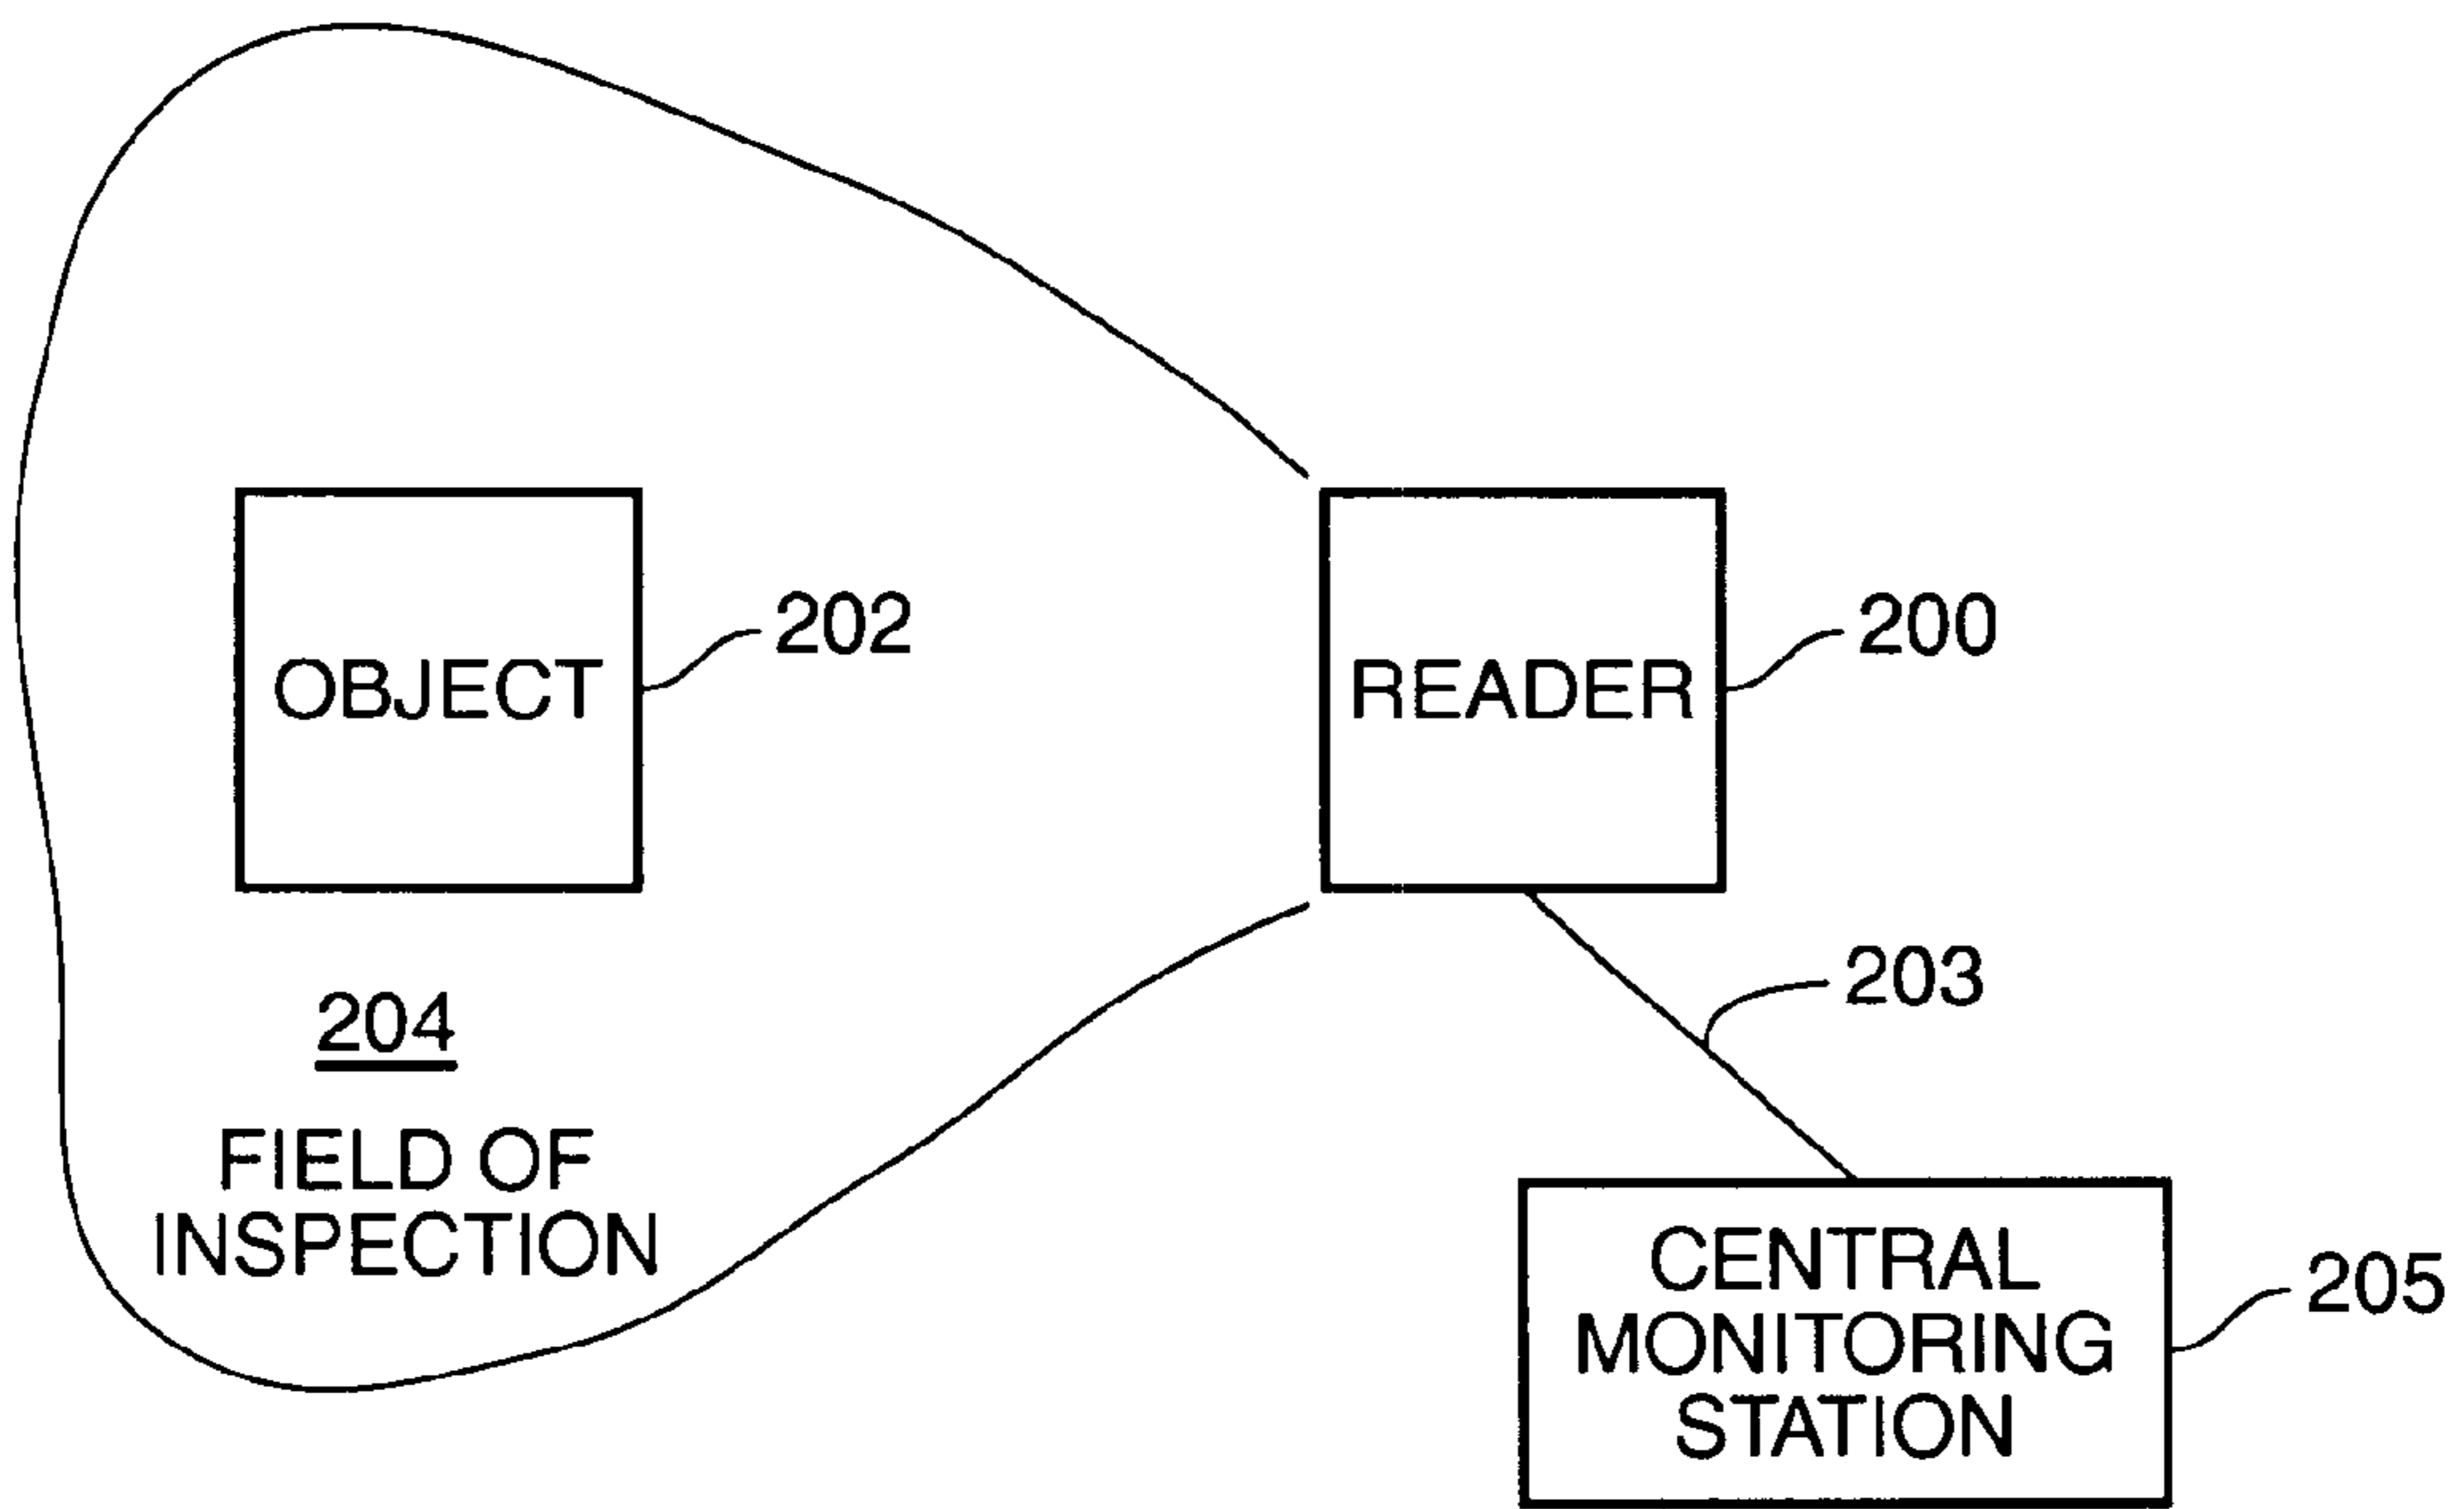 OBJECT
202
READER
200
203
204
FIELD OF
INSPECTION
CENTRAL
MONITORING
STATION
205